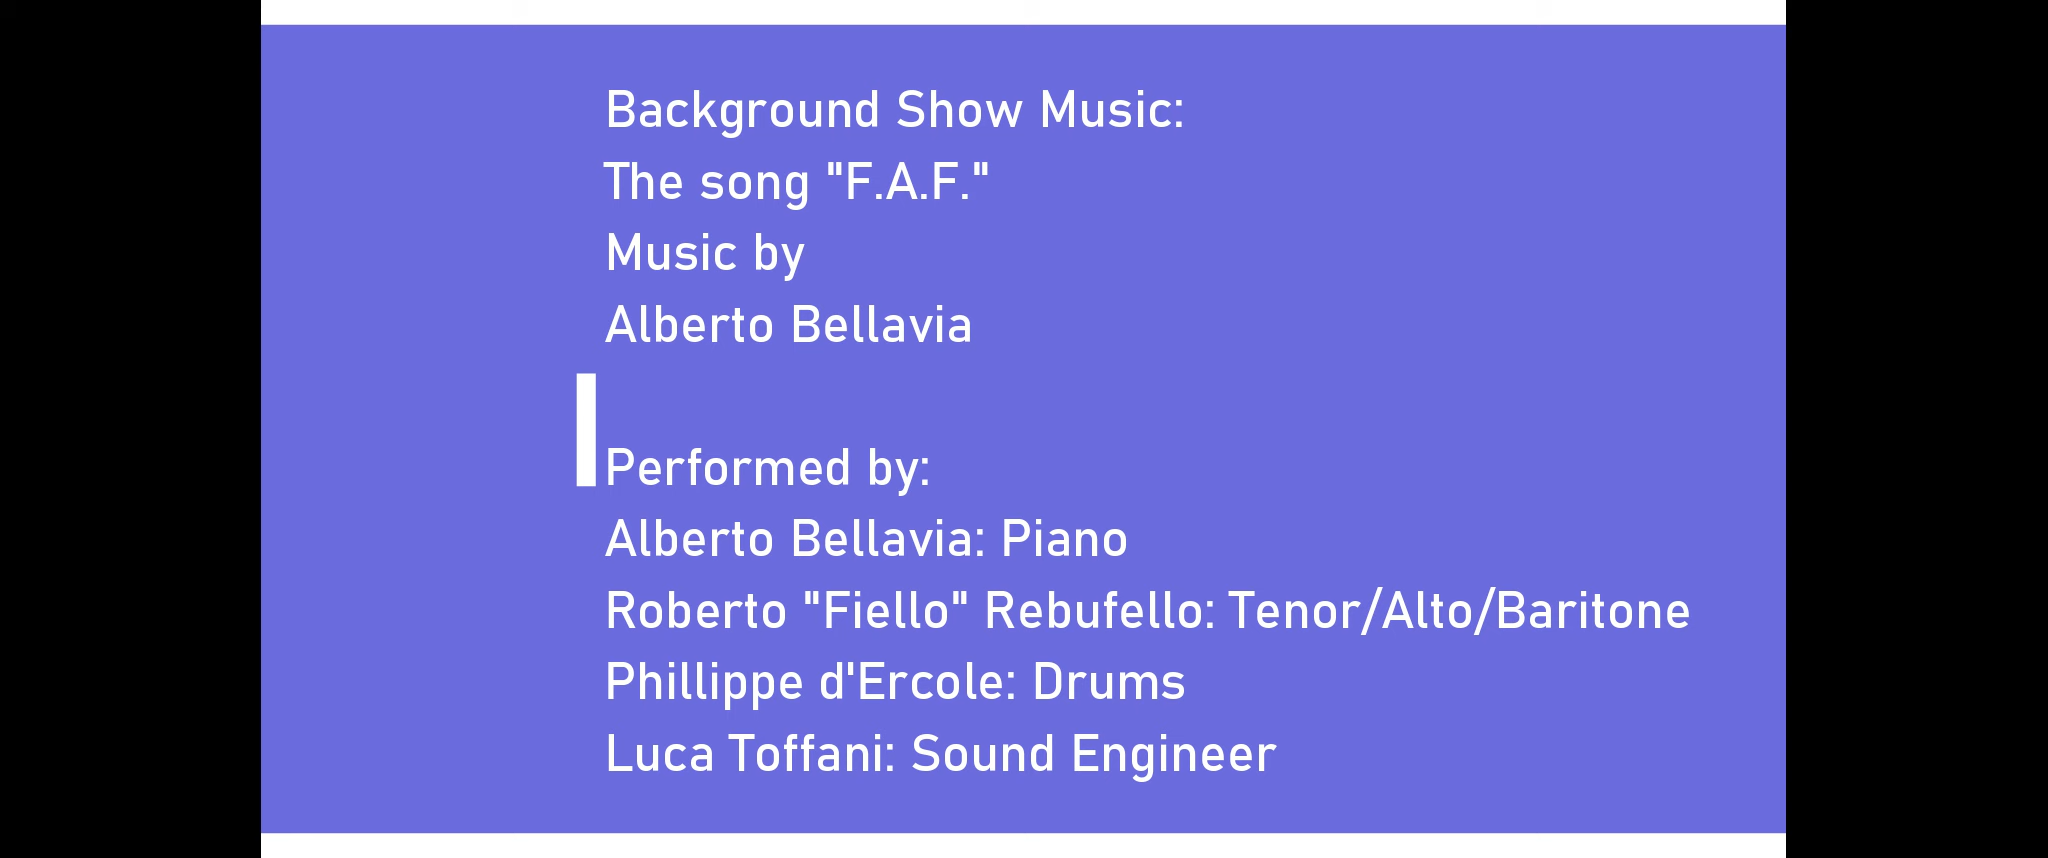 Background Show Music:
The song "F.A.F."
Music by
Alberto Bellavia
Performed by:
Alberto Bellavia: Piano
Roberto "Fiello" Rebufello: Tenor/Alto/Baritone
Phillippe d'Ercole: Drums
Luca Toffani: Sound Engineer